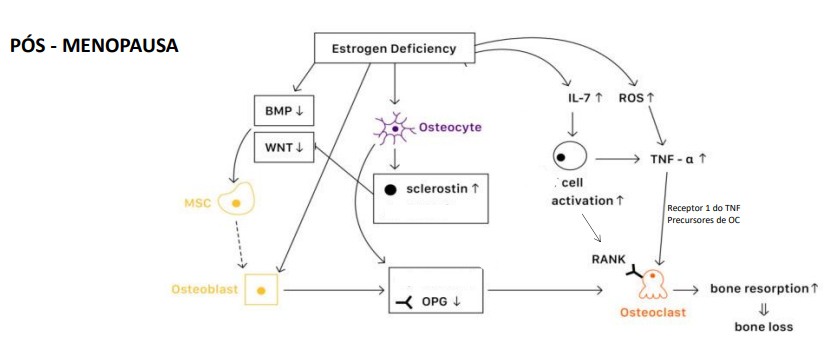 PÓS - MENOPAUSA
Estrogen Deficiency
BMP ↓
WNT ↓
Osteocyte
IL-7 ↑
ROS ↑
TNF - α ↑
sclerostin ↑
cell
activation ↑
MSC
Receptor 1 do TNF
Precursores de OC
RANK
Osteoblast
OPG ↓
Osteoclast
bone resorption ↑
⇓
bone loss